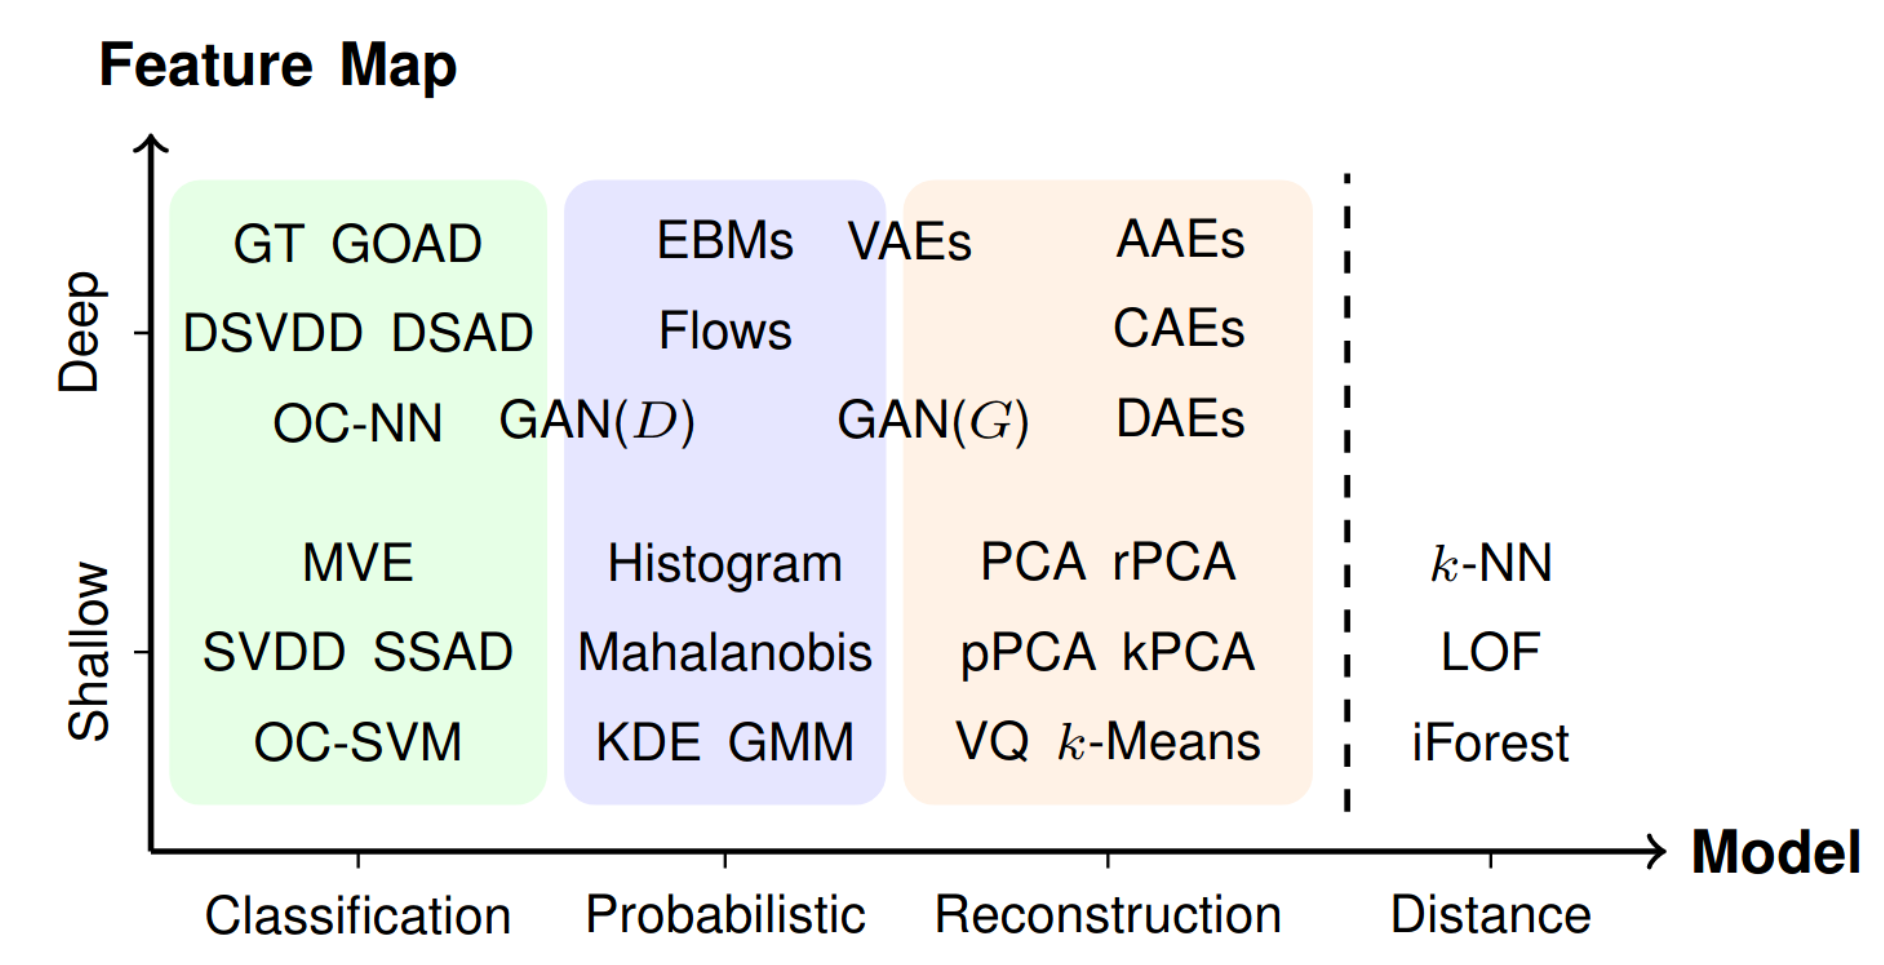 Feature Map
Deep
Shallow
GT GOAD
DSVDD DSAD
OC-NN
MVE
SVDD SSAD
OC-SVM
GAN(D)
EBMs
Flows
Histogram
Mahalanobis
KDE GMM
VAEs
GAN(G)
AAEs
CAEs
DAEs
PCA rPCA
pPCA kPCA
VQ k-Means
k-NN
LOF
iForest
Model
Classification
Probabilistic
Reconstruction
Distance